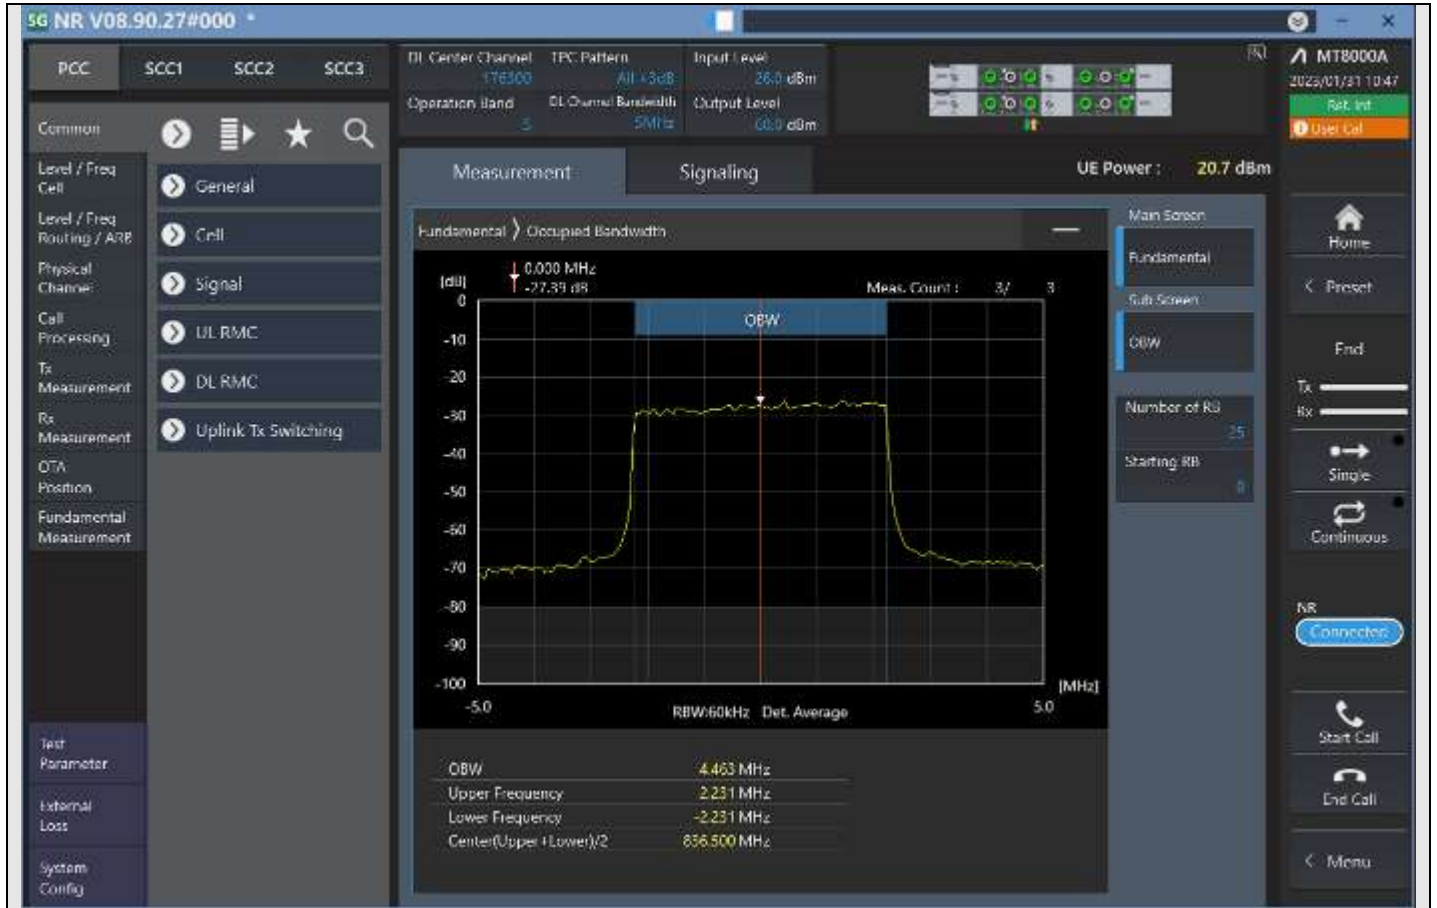 SG NR V08.90.27#000 *
PCC SCC1 SCC2 SCC3
DL Center Channel
176300
TPC Pattern
All +3dB
Input Level
26.0 dBm
Operation Band
5
DL Channel Bandwidth
5MHz
Output Level
-60.0 dBm
MT8000A
2023/01/31 10:47
Ref. Int
User Cal
Common
Level / Freq
Cell
Level / Freq
Routing / ARB
Physical
Channel
Call
Processing
Tx
Measurement
Rx
Measurement
OTA
Position
Fundamental
Measurement
Test
Parameter
External
Loss
System
Config
General
Cell
Signal
UL RMC
DL RMC
Uplink Tx Switching
Measurement
Signaling
UE Power : 20.7 dBm
Fundamental > Occupied Bandwidth
[dB]
0.000 MHz
-27.39 dB
Meas. Count : 3/ 3
OBW
0
-10
-20
-30
-40
-50
-60
-70
-80
-90
-100
-5.0
RBW:60kHz Det. Average
5.0
[MHz]
OBW 4.463 MHz
Upper Frequency 2.231 MHz
Lower Frequency -2.231 MHz
Center(Upper+Lower)/2 836.500 MHz
Main Screen
Fundamental
Sub Screen
OBW
Number of RB
25
Starting RB
0
Home
< Preset
End
Tx
Rx
Single
Continuous
NR
Connected
Start Call
End Call
< Menu